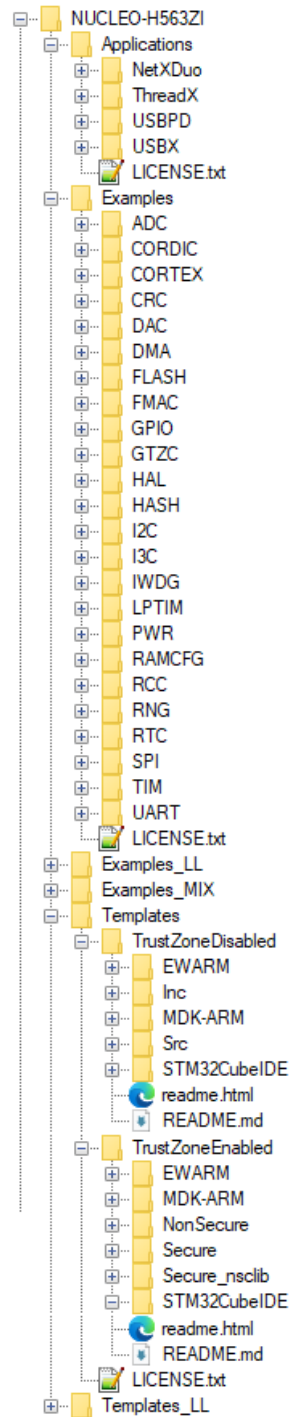 NUCLEO-H563ZI
Applications
NetXDuo
ThreadX
USBPD
USBX
LICENSE.txt
Examples
ADC
CORDIC
CORTEX
CRC
DAC
DMA
FLASH
FMAC
GPIO
GTZC
HAL
HASH
I2C
I3C
IWDG
LPTIM
PWR
RAMCFG
RCC
RNG
RTC
SPI
TIM
UART
LICENSE.txt
Examples_LL
Examples_MIX
Templates
TrustZoneDisabled
EWARM
Inc
MDK-ARM
Src
STM32CubeIDE
readme.html
README.md
TrustZoneEnabled
EWARM
MDK-ARM
NonSecure
Secure
Secure_nsclib
STM32CubeIDE
readme.html
README.md
LICENSE.txt
Templates_LL